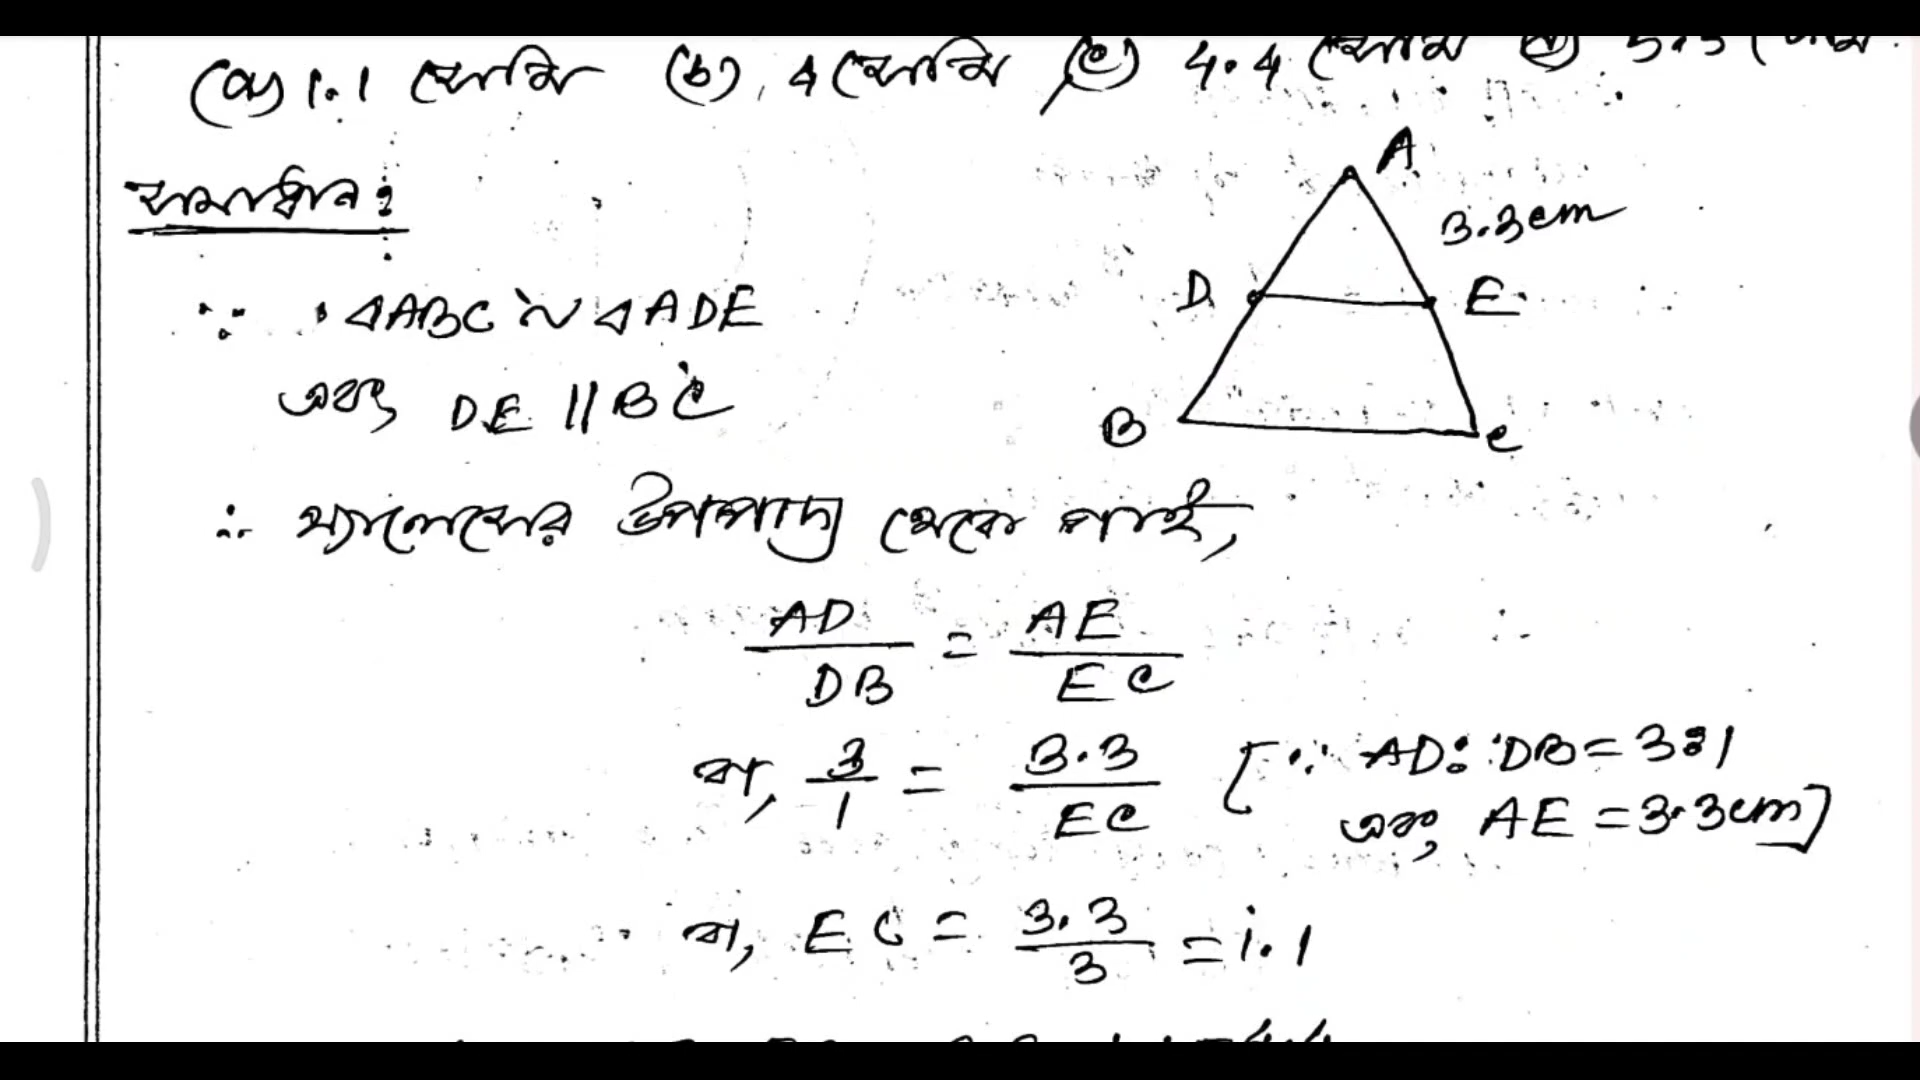 (a) 1.1 সেমি (b) 4 সেমি (c) 4.4 সেমি
সমাধান :
A
3.3cm
∵ ΔABC ~ ΔADE
D E
এবং DE || BC
B C
∴ থ্যালেসের উপপাদ্য থেকে পাই,
AD/DB = AE/EC
বা, 3/1 = 3.3/EC [∵ AD : DB = 3:1
এবং AE = 3.3cm]
বা, EC = 3.3/3 = 1.1